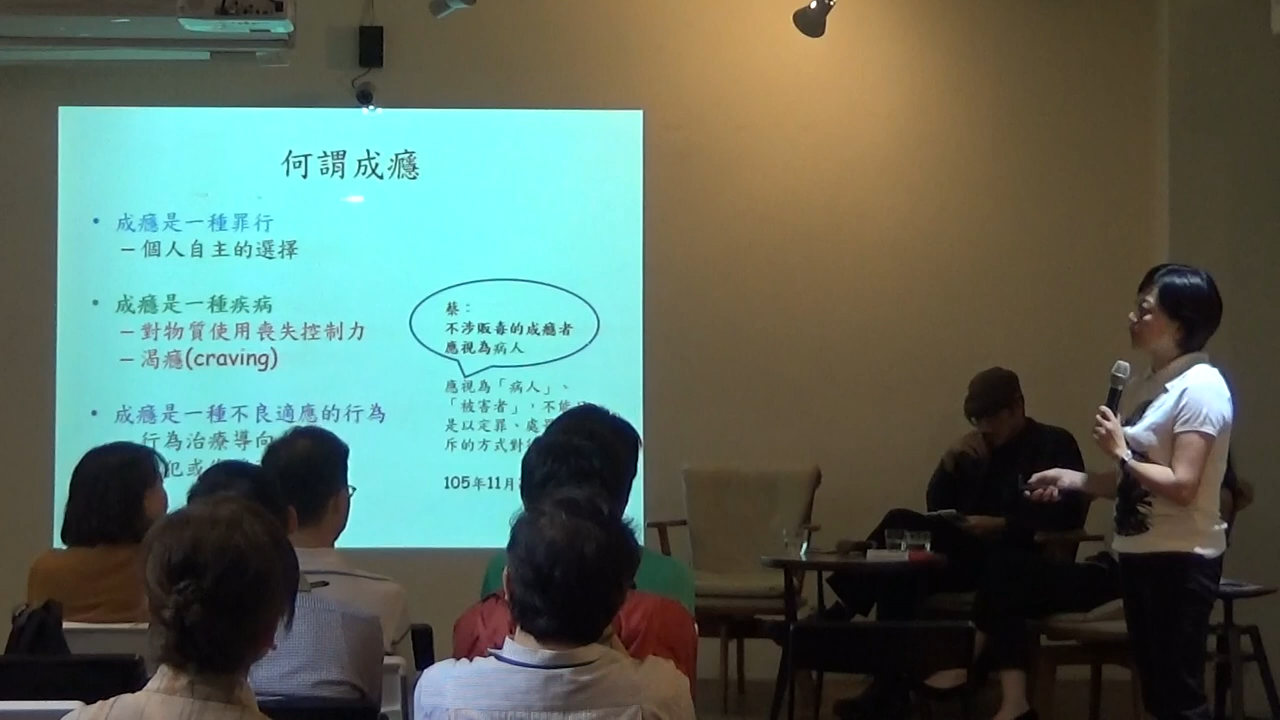 何謂成癮
• 成癮是一種罪行
– 個人自主的選擇
• 成癮是一種疾病
– 對物質使用喪失控制力
– 渴癮(craving)
• 成癮是一種不良適應的行為
行為治療導向
犯或
蔡：
不涉販毒的成癮者
應視為病人
應視為「病人」、
「被害者」，不能
是以定罪、處
斥的方式對
105年11月